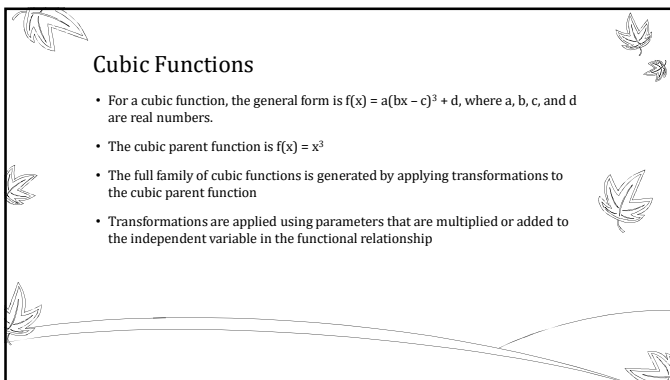 Cubic Functions
• For a cubic function, the general form is f(x) = a(bx – c)³ + d, where a, b, c, and d
are real numbers.
• The cubic parent function is f(x) = x³
• The full family of cubic functions is generated by applying transformations to
the cubic parent function
• Transformations are applied using parameters that are multiplied or added to
the independent variable in the functional relationship